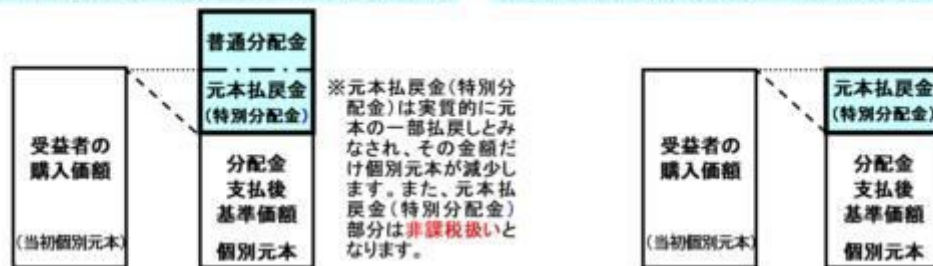 普通分配金
元本払戻金
(特別分配金)
受益者の
購入価額
(当初個別元本)
分配金
支払後
基準価額
個別元本
※元本払戻金(特別分
配金)は実質的に元
本の一部払戻しとみ
なされ、その金額だ
け個別元本が減少し
ます。また、元本払
戻金(特別分配金)
部分は非課税扱いと
なります。
元本払戻金
(特別分配金)
受益者の
購入価額
(当初個別元本)
分配金
支払後
基準価額
個別元本